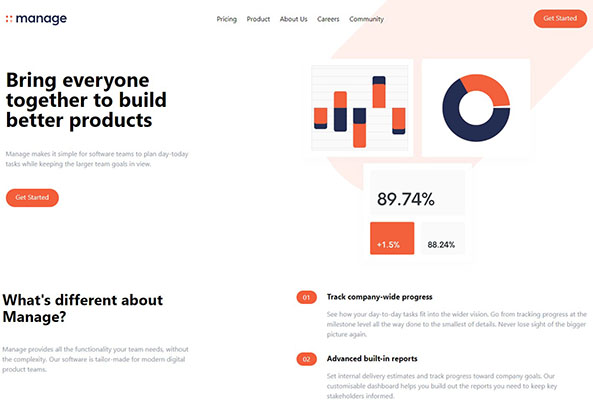 manage
Pricing Product About Us Careers Community
Get Started
Bring everyone
together to build
better products
Manage makes it simple for software teams to plan day-today
tasks while keeping the larger team goals in view.
Get Started
89.74%
+1.5%
88.24%
What's different about
Manage?
Manage provides all the functionality your team needs, without
the complexity. Our software is tailor-made for modern digital
product teams.
01 Track company-wide progress
See how your day-to-day tasks fit into the wider vision. Go from tracking progress at the
milestone level all the way done to the smallest of details. Never lose sight of the bigger
picture again.
02 Advanced built-in reports
Set internal delivery estimates and track progress toward company goals. Our
customisable dashboard helps you build out the reports you need to keep key
stakeholders informed.